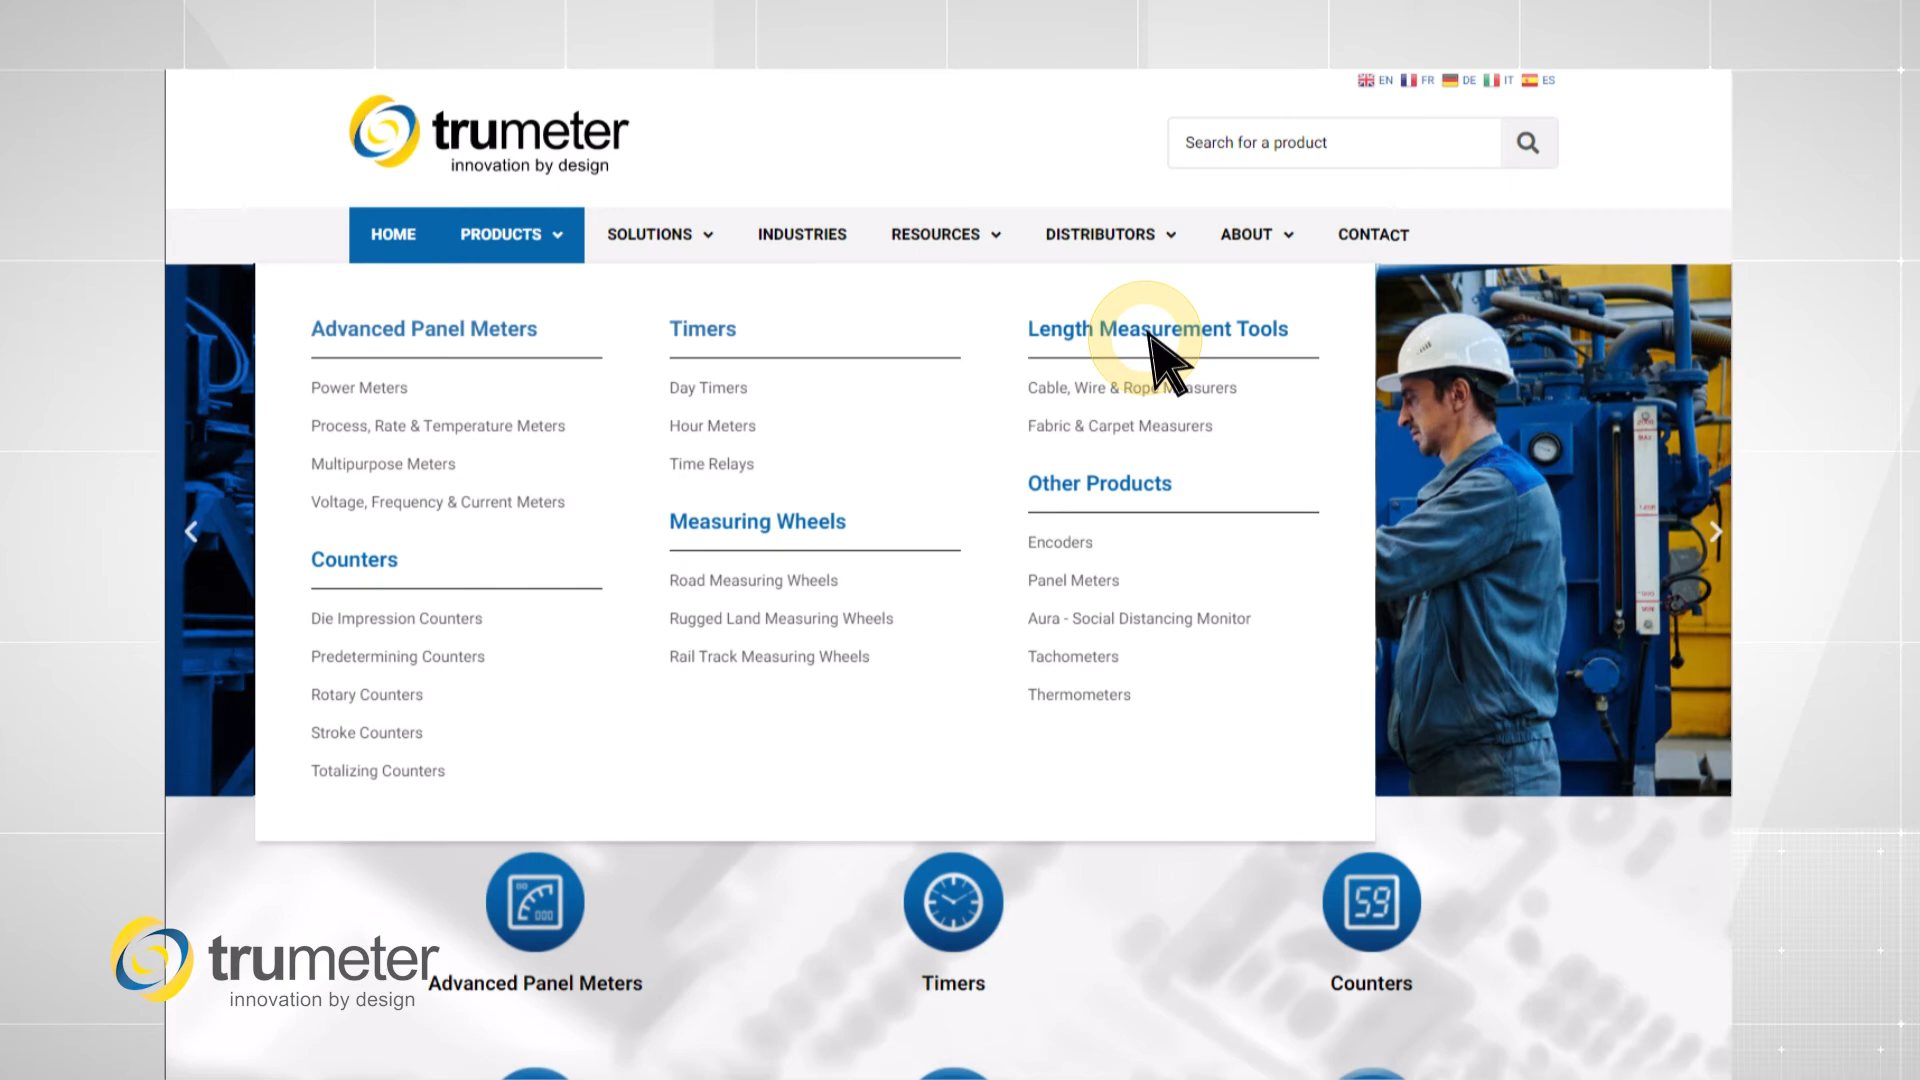 EN FR DE IT ES
trumeter
innovation by design
Search for a product
HOME PRODUCTS SOLUTIONS INDUSTRIES RESOURCES DISTRIBUTORS ABOUT CONTACT
Advanced Panel Meters
Power Meters
Process, Rate & Temperature Meters
Multipurpose Meters
Voltage, Frequency & Current Meters
Counters
Die Impression Counters
Predetermining Counters
Rotary Counters
Stroke Counters
Totalizing Counters
Timers
Day Timers
Hour Meters
Time Relays
Measuring Wheels
Road Measuring Wheels
Rugged Land Measuring Wheels
Rail Track Measuring Wheels
Length Measurement Tools
Cable, Wire & Rope Measurers
Fabric & Carpet Measurers
Other Products
Encoders
Panel Meters
Aura - Social Distancing Monitor
Tachometers
Thermometers
59
Advanced Panel Meters
Timers
Counters
trumeter
innovation by design